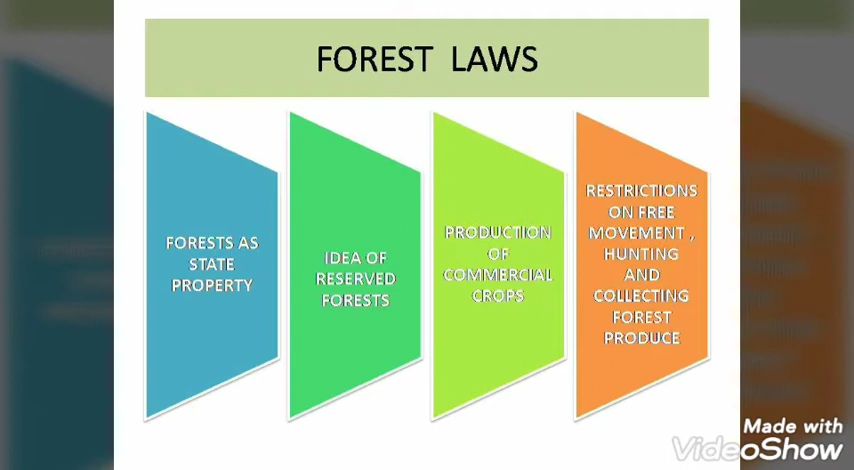 FOREST LAWS
FORESTS AS
STATE
PROPERTY
IDEA OF
RESERVED
FORESTS
PRODUCTION
OF
COMMERCIAL
CROPS
RESTRICTIONS
ON FREE
MOVEMENT ,
HUNTING
AND
COLLECTING
FOREST
PRODUCE
Made with
VideoShow